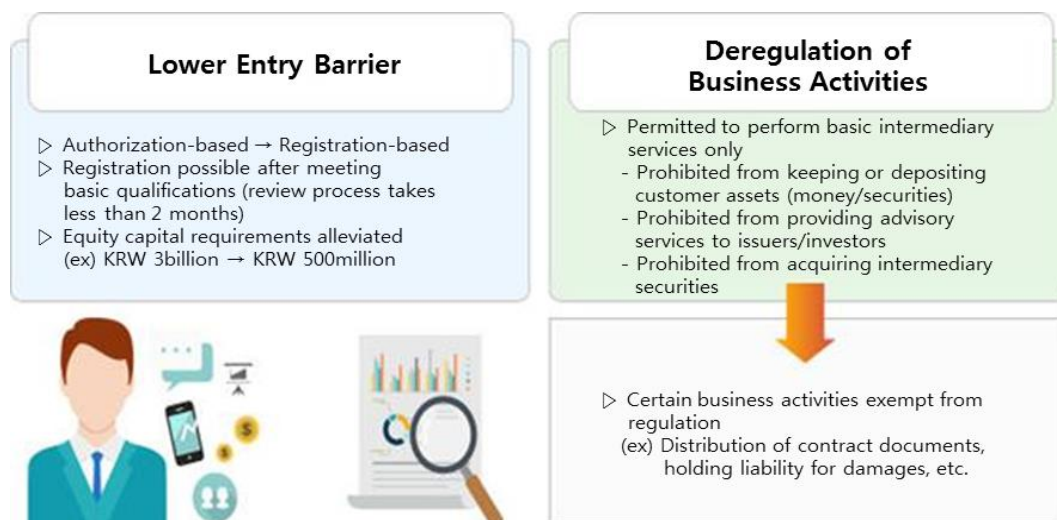 Lower Entry Barrier
▷ Authorization-based → Registration-based
▷ Registration possible after meeting
basic qualifications (review process takes
less than 2 months)
▷ Equity capital requirements alleviated
(ex) KRW 3billion → KRW 500million
Deregulation of
Business Activities
▷ Permitted to perform basic intermediary
services only
- Prohibited from keeping or depositing
customer assets (money/securities)
- Prohibited from providing advisory
services to issuers/investors
- Prohibited from acquiring intermediary
securities
▷ Certain business activities exempt from
regulation
(ex) Distribution of contract documents,
holding liability for damages, etc.